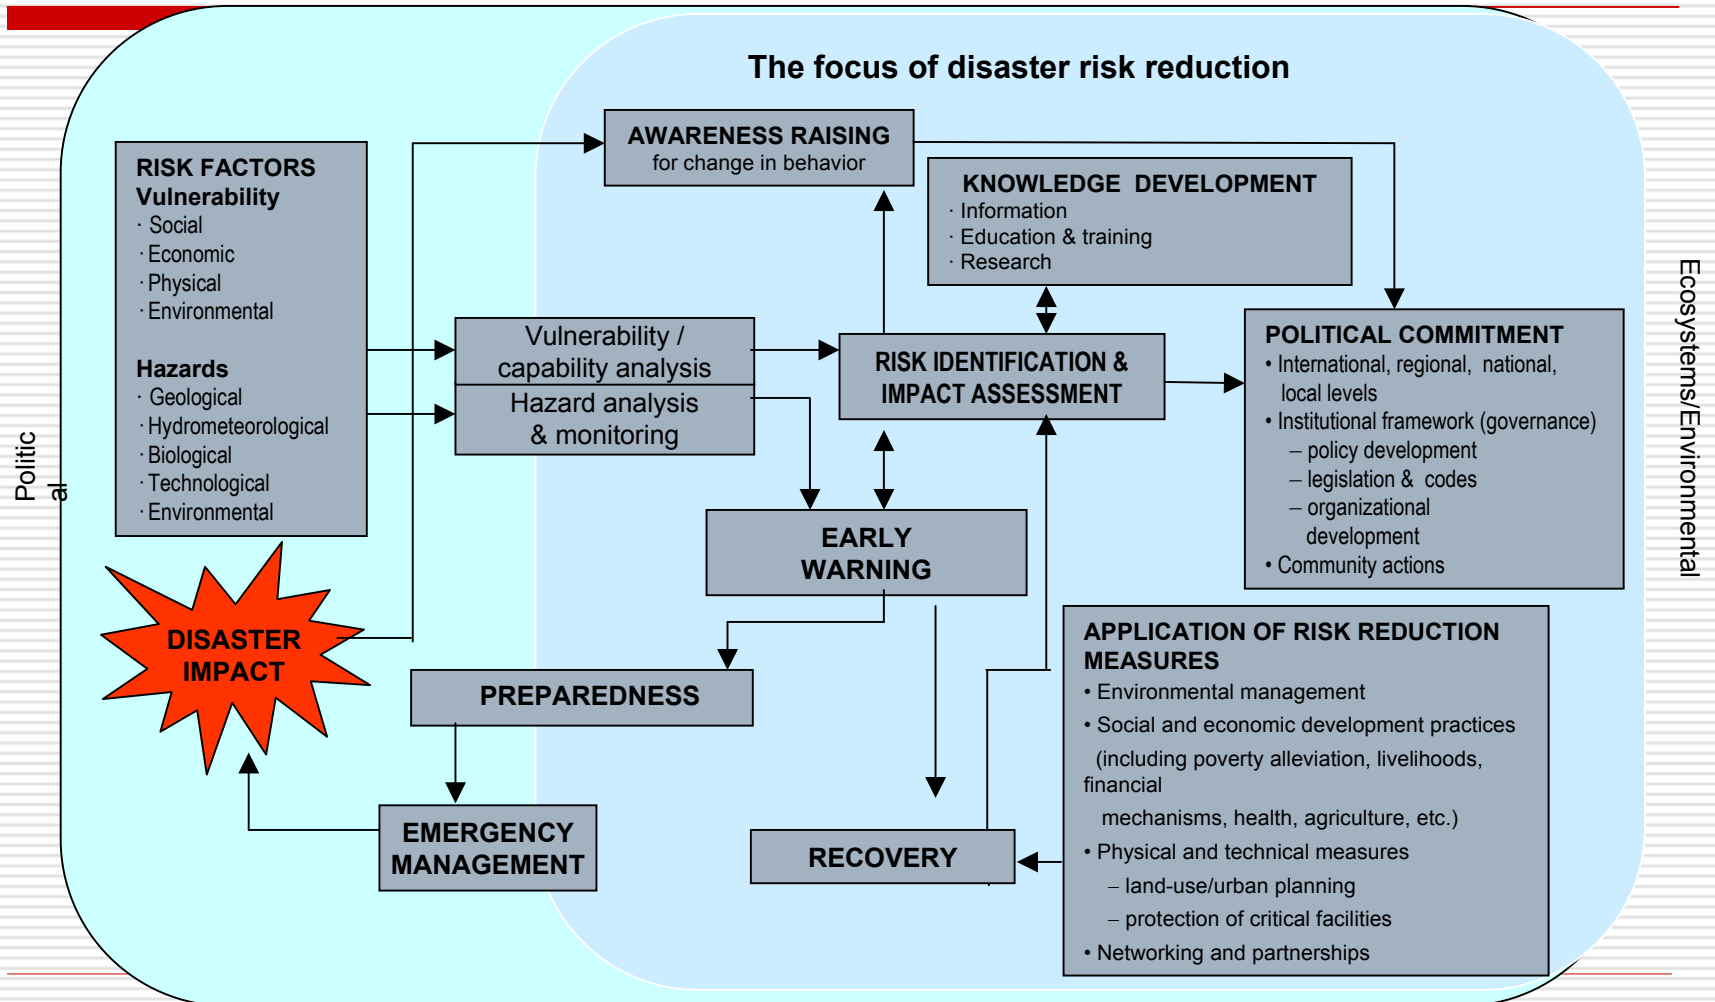 The focus of disaster risk reduction
AWARENESS RAISING
for change in behavior
RISK FACTORS
Vulnerability
· Social
· Economic
· Physical
· Environmental
Hazards
· Geological
· Hydrometeorological
· Biological
· Technological
· Environmental
KNOWLEDGE DEVELOPMENT
· Information
· Education & training
· Research
Vulnerability /
capability analysis
Hazard analysis
& monitoring
RISK IDENTIFICATION &
IMPACT ASSESSMENT
POLITICAL COMMITMENT
• International, regional, national,
local levels
• Institutional framework (governance)
– policy development
– legislation & codes
– organizational
development
• Community actions
Politic
al
Ecosystems/Environmental
EARLY
WARNING
DISASTER
IMPACT
PREPAREDNESS
EMERGENCY
MANAGEMENT
RECOVERY
APPLICATION OF RISK REDUCTION
MEASURES
• Environmental management
• Social and economic development practices
(including poverty alleviation, livelihoods,
financial
mechanisms, health, agriculture, etc.)
• Physical and technical measures
– land-use/urban planning
– protection of critical facilities
• Networking and partnerships